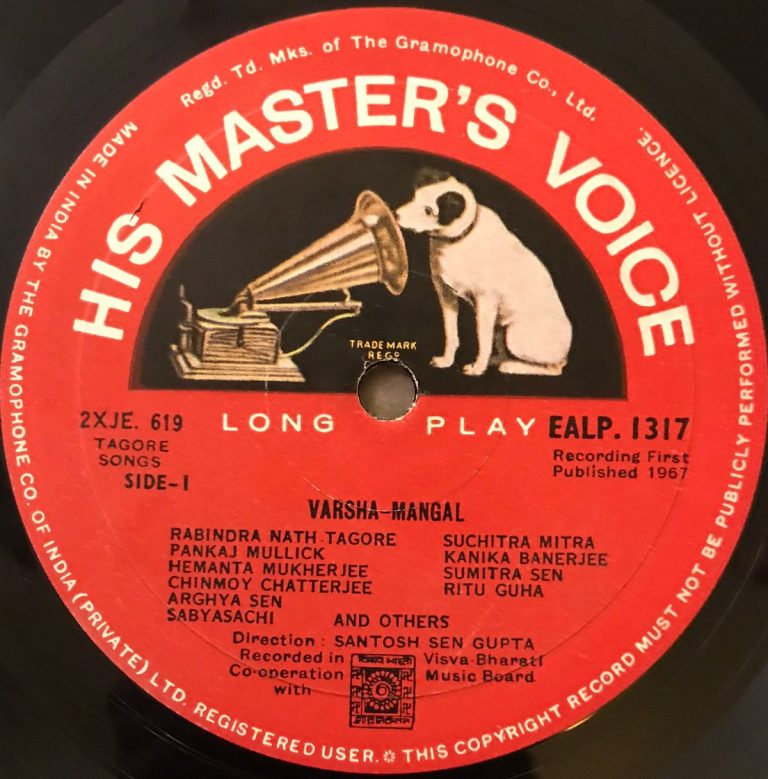 Regd. Td. Mks. of The Gramophone Co., Ltd.
HIS MASTER'S VOICE
MADE IN INDIA BY THE GRAMOPHONE CO. OF INDIA (PRIVATE) LTD. REGISTERED USER. ✲ THIS COPYRIGHT RECORD MUST NOT BE PUBLICLY PERFORMED WITHOUT LICENCE.
TRADE MARK
REGD
2XJE. 619
LONG PLAY
EALP. 1317
TAGORE
SONGS
SIDE-1
Recording First
Published 1967
VARSHA-MANGAL
RABINDRA NATH TAGORE
PANKAJ MULLICK
HEMANTA MUKHERJEE
CHINMOY CHATTERJEE
ARGHYA SEN
SABYASACHI
SUCHITRA MITRA
KANIKA BANERJEE
SUMITRA SEN
RITU GUHA
AND OTHERS
Direction : SANTOSH SEN GUPTA
Recorded in Visva-Bharati
Co-operation Music Board
with